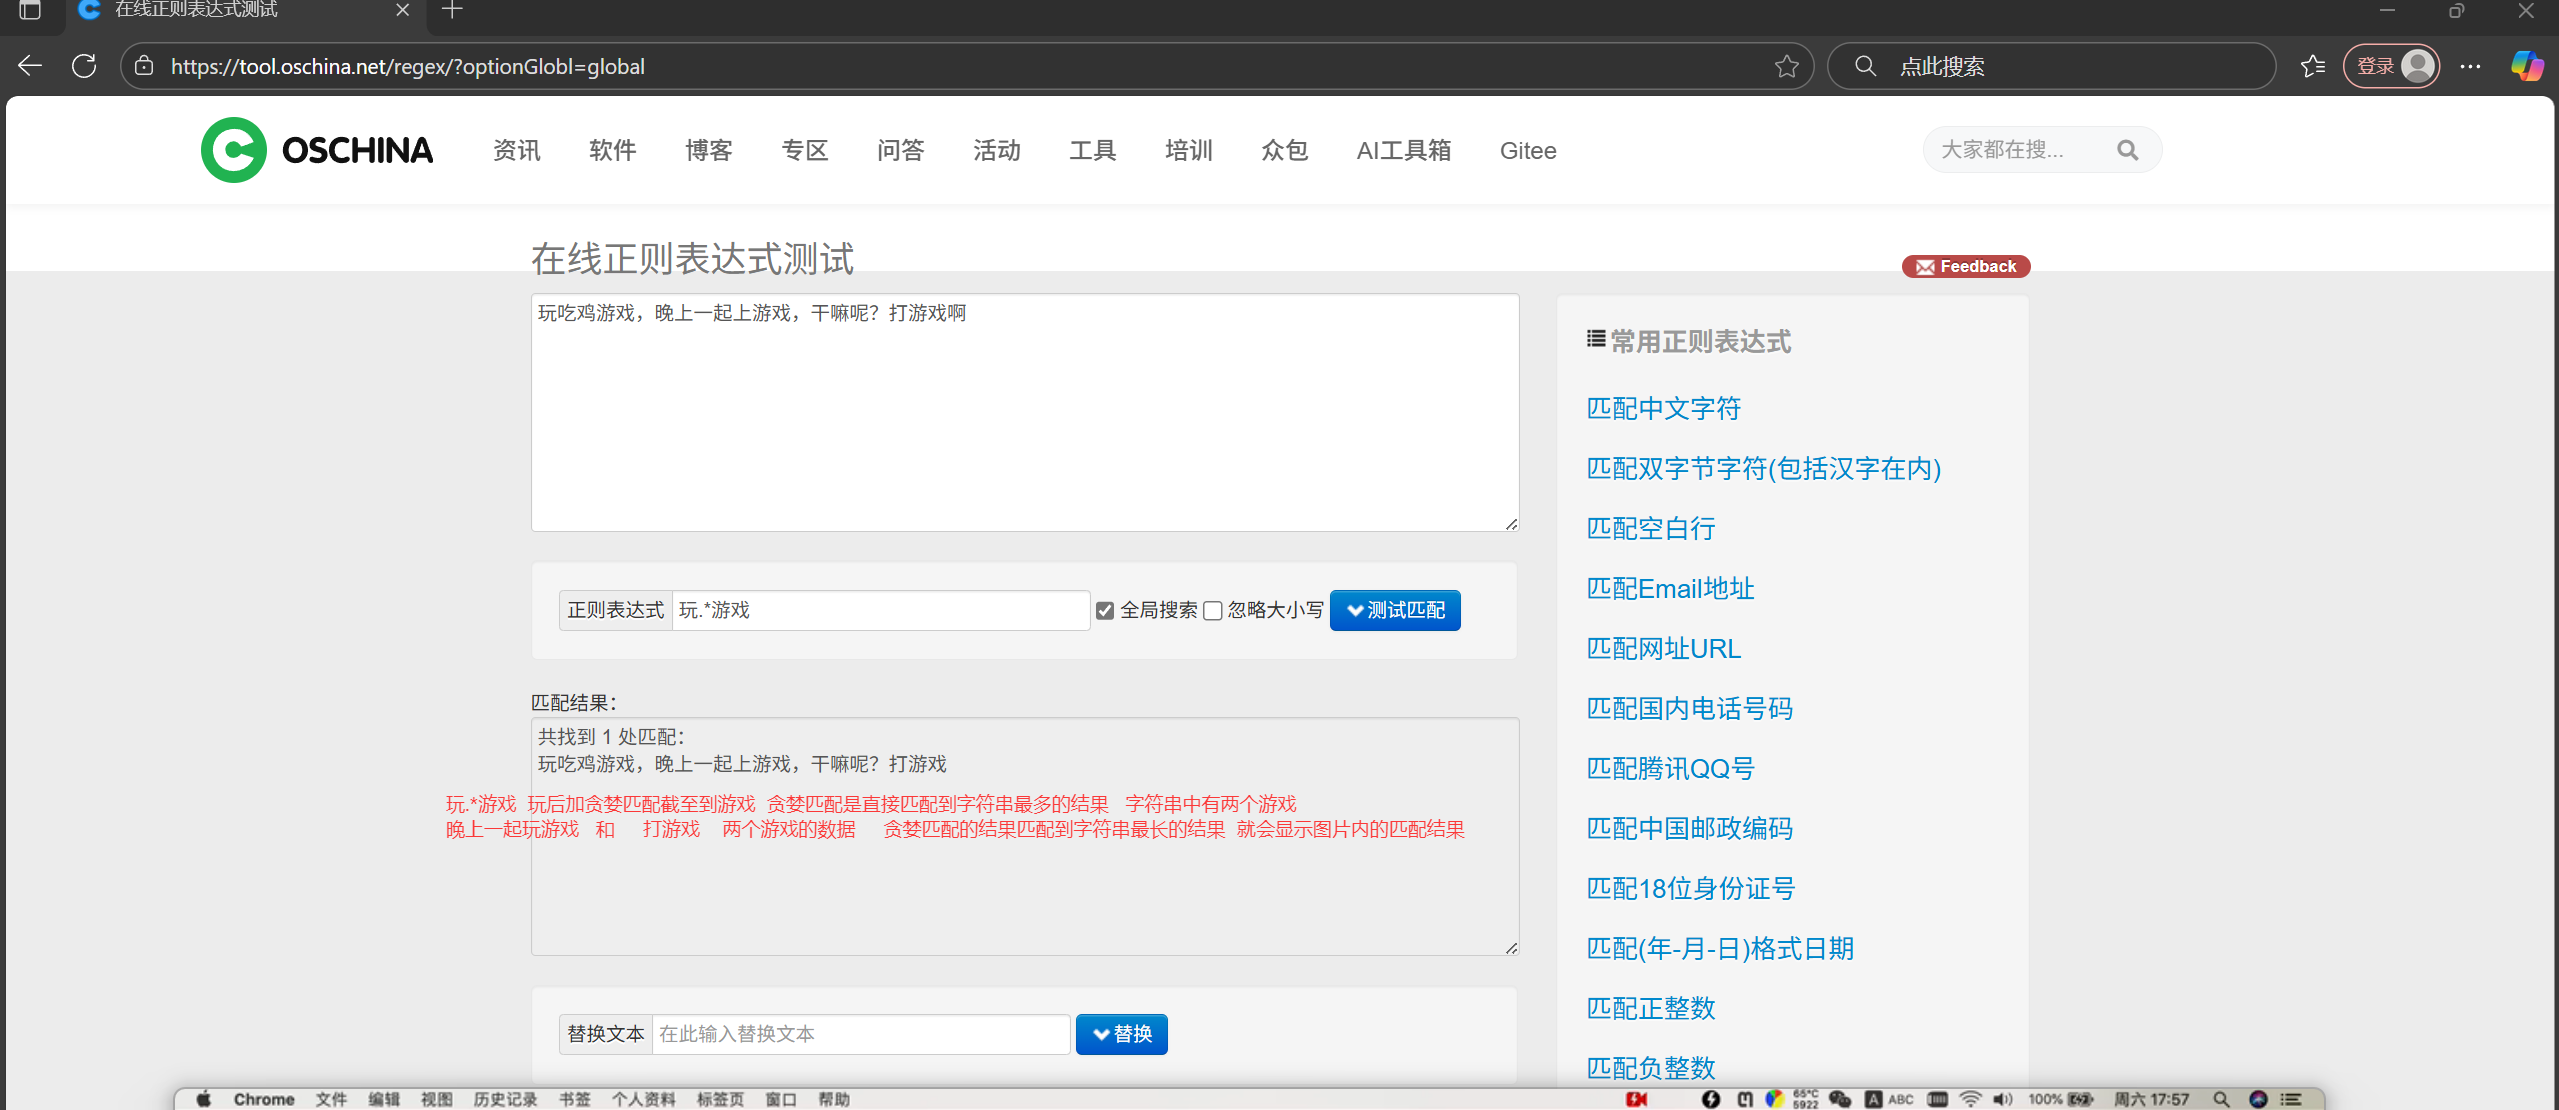 在线正则表达式测试
https://tool.oschina.net/regex/?optionGlobl=global
点此搜索
登录
OSCHINA
资讯 软件 博客 专区 问答 活动 工具 培训 众包 AI工具箱 Gitee
大家都在搜...
在线正则表达式测试
Feedback
玩吃鸡游戏，晚上一起上游戏，干嘛呢？打游戏啊
正则表达式 玩.*游戏 全局搜索 忽略大小写 测试匹配
匹配结果：
共找到 1 处匹配：
玩吃鸡游戏，晚上一起上游戏，干嘛呢？打游戏
玩.*游戏 玩后加贪婪匹配截至到游戏 贪婪匹配是直接匹配到字符串最多的结果 字符串中有两个游戏
晚上一起玩游戏 和 打游戏 两个游戏的数据 贪婪匹配的结果匹配到字符串最长的结果 就会显示图片内的匹配结果
替换文本 在此输入替换文本 替换
常用正则表达式
匹配中文字符
匹配双字节字符(包括汉字在内)
匹配空白行
匹配Email地址
匹配网址URL
匹配国内电话号码
匹配腾讯QQ号
匹配中国邮政编码
匹配18位身份证号
匹配(年-月-日)格式日期
匹配正整数
匹配负整数
Chrome 文件 编辑 视图 历史记录 书签 个人资料 标签页 窗口 帮助
65°C
5922
A ABC
100%
周六 17:57